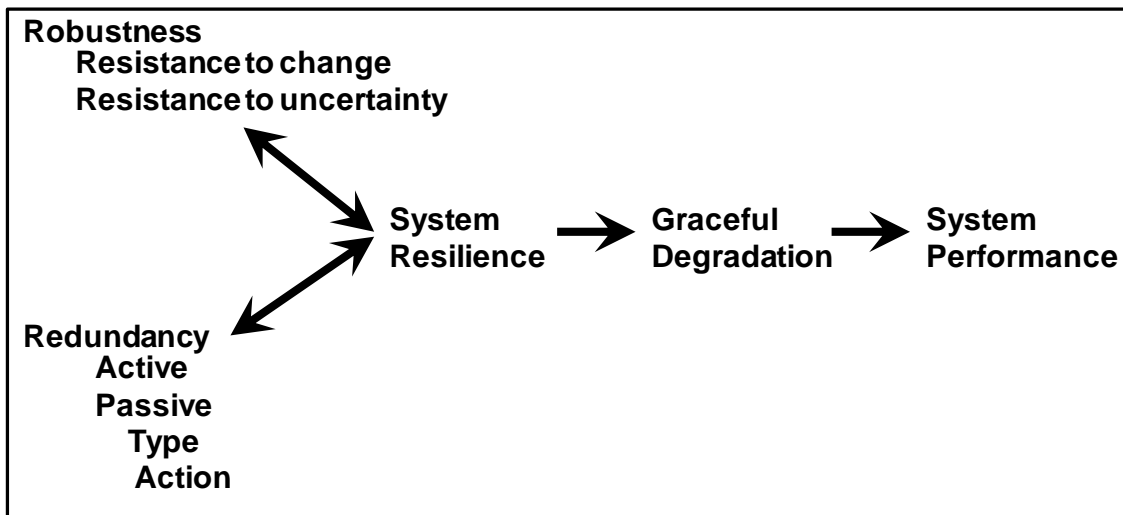 Robustness
Resistance to change
Resistance to uncertainty
System
Resilience
Graceful
Degradation
System
Performance
Redundancy
Active
Passive
Type
Action